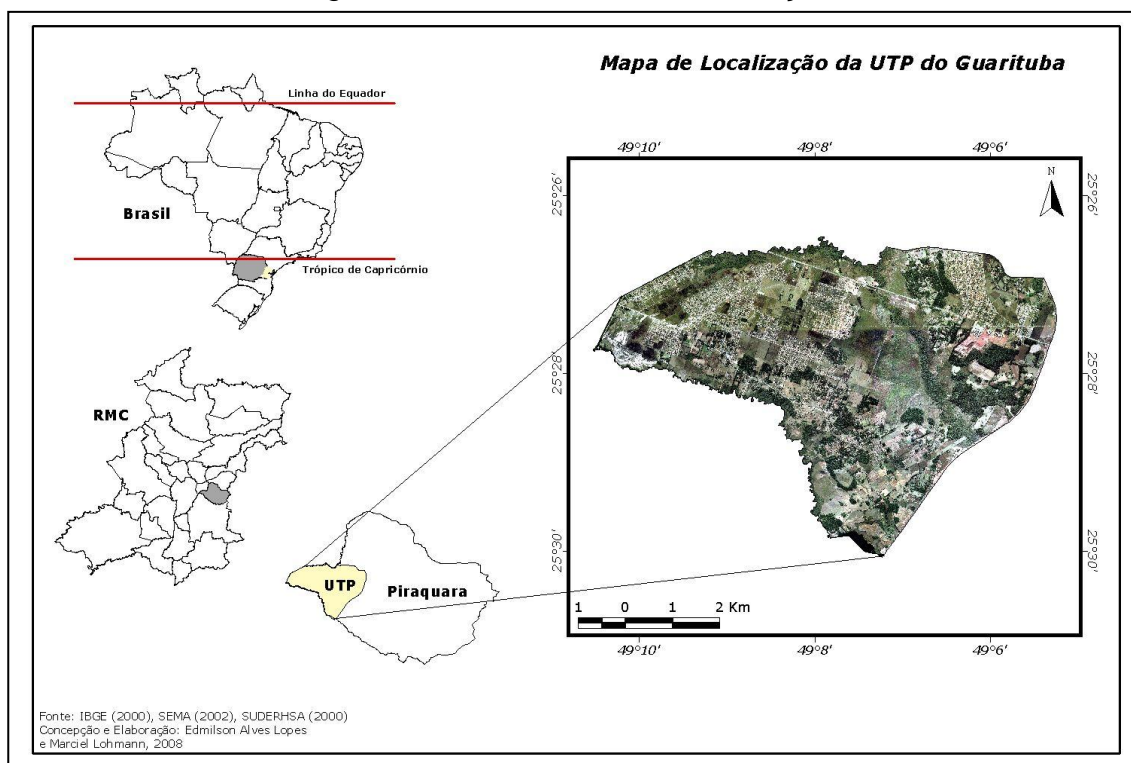 Mapa de Localização da UTP do Guarituba
Linha do Equador
Brasil
Trópico de Capricórnio
RMC
UTP
Piraquara
49°10' 49°8' 49°6'
25°26' 25°26'
N
25°28' 25°28'
25°30' 25°30'
1 0 1 2 Km
49°10' 49°8' 49°6'
Fonte: IBGE (2000), SEMA (2002), SUDERHSA (2000)
Concepção e Elaboração: Edmilson Alves Lopes
e Marciel Lohmann, 2008